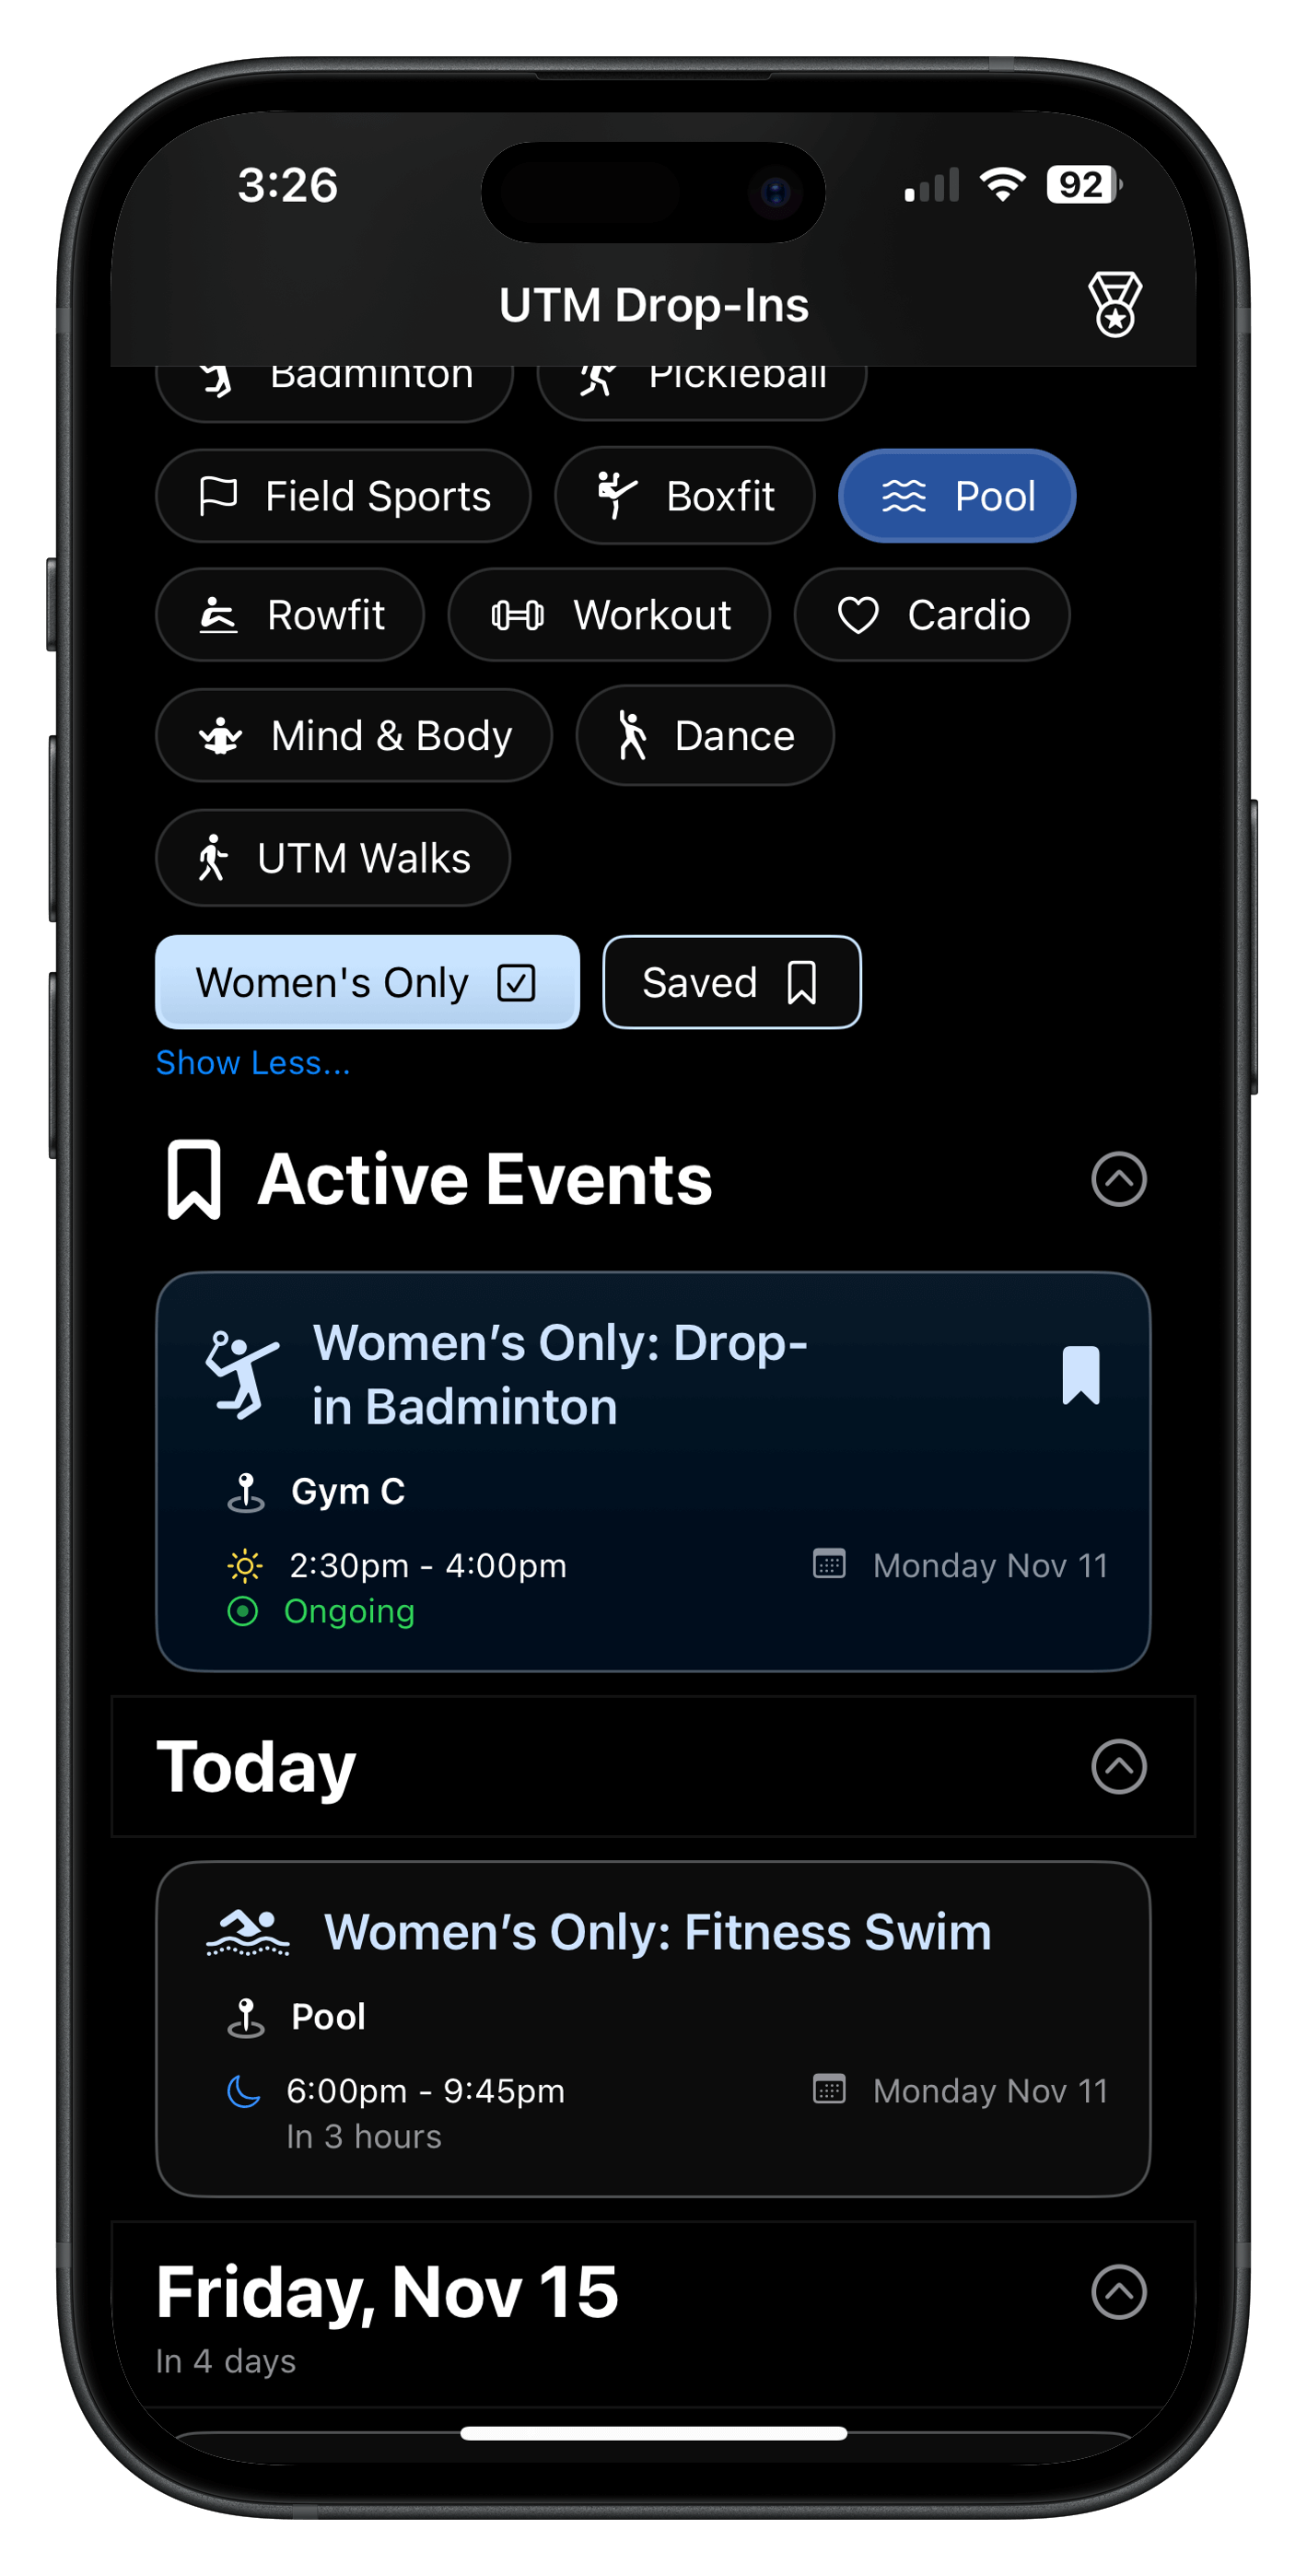 3:26
92
UTM Drop-Ins
Badminton
Pickleball
Field Sports
Boxfit
Pool
Rowfit
Workout
Cardio
Mind & Body
Dance
UTM Walks
Women's Only
Saved
Show Less...
Active Events
Women’s Only: Drop-
in Badminton
Gym C
2:30pm - 4:00pm
Monday Nov 11
Ongoing
Today
Women’s Only: Fitness Swim
Pool
6:00pm - 9:45pm
Monday Nov 11
In 3 hours
Friday, Nov 15
In 4 days